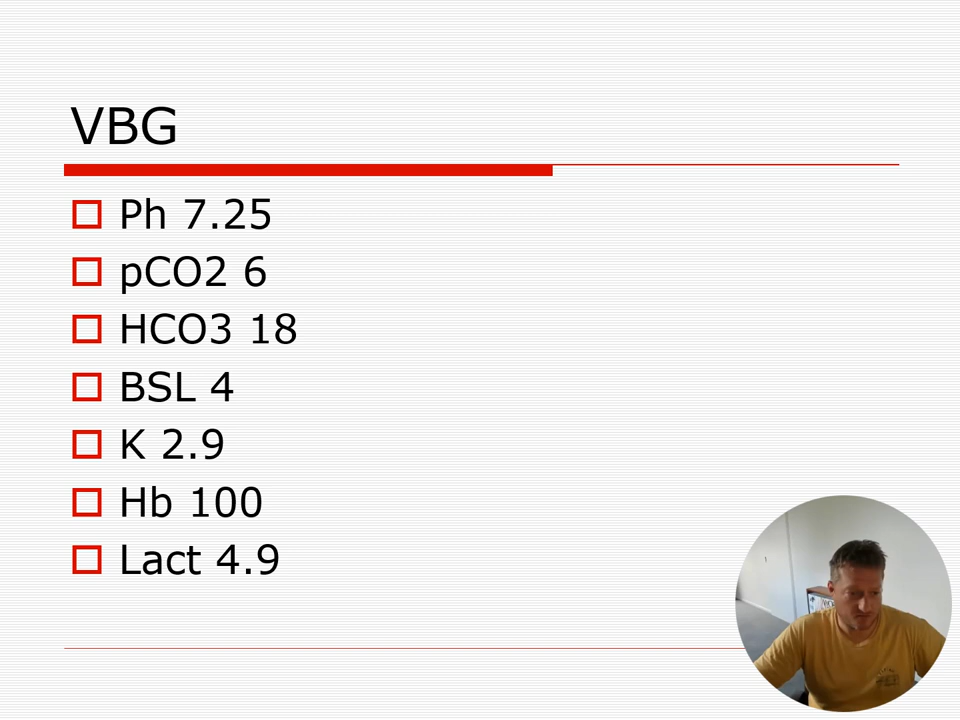 VBG
Ph 7.25
pCO2 6
HCO3 18
BSL 4
K 2.9
Hb 100
Lact 4.9